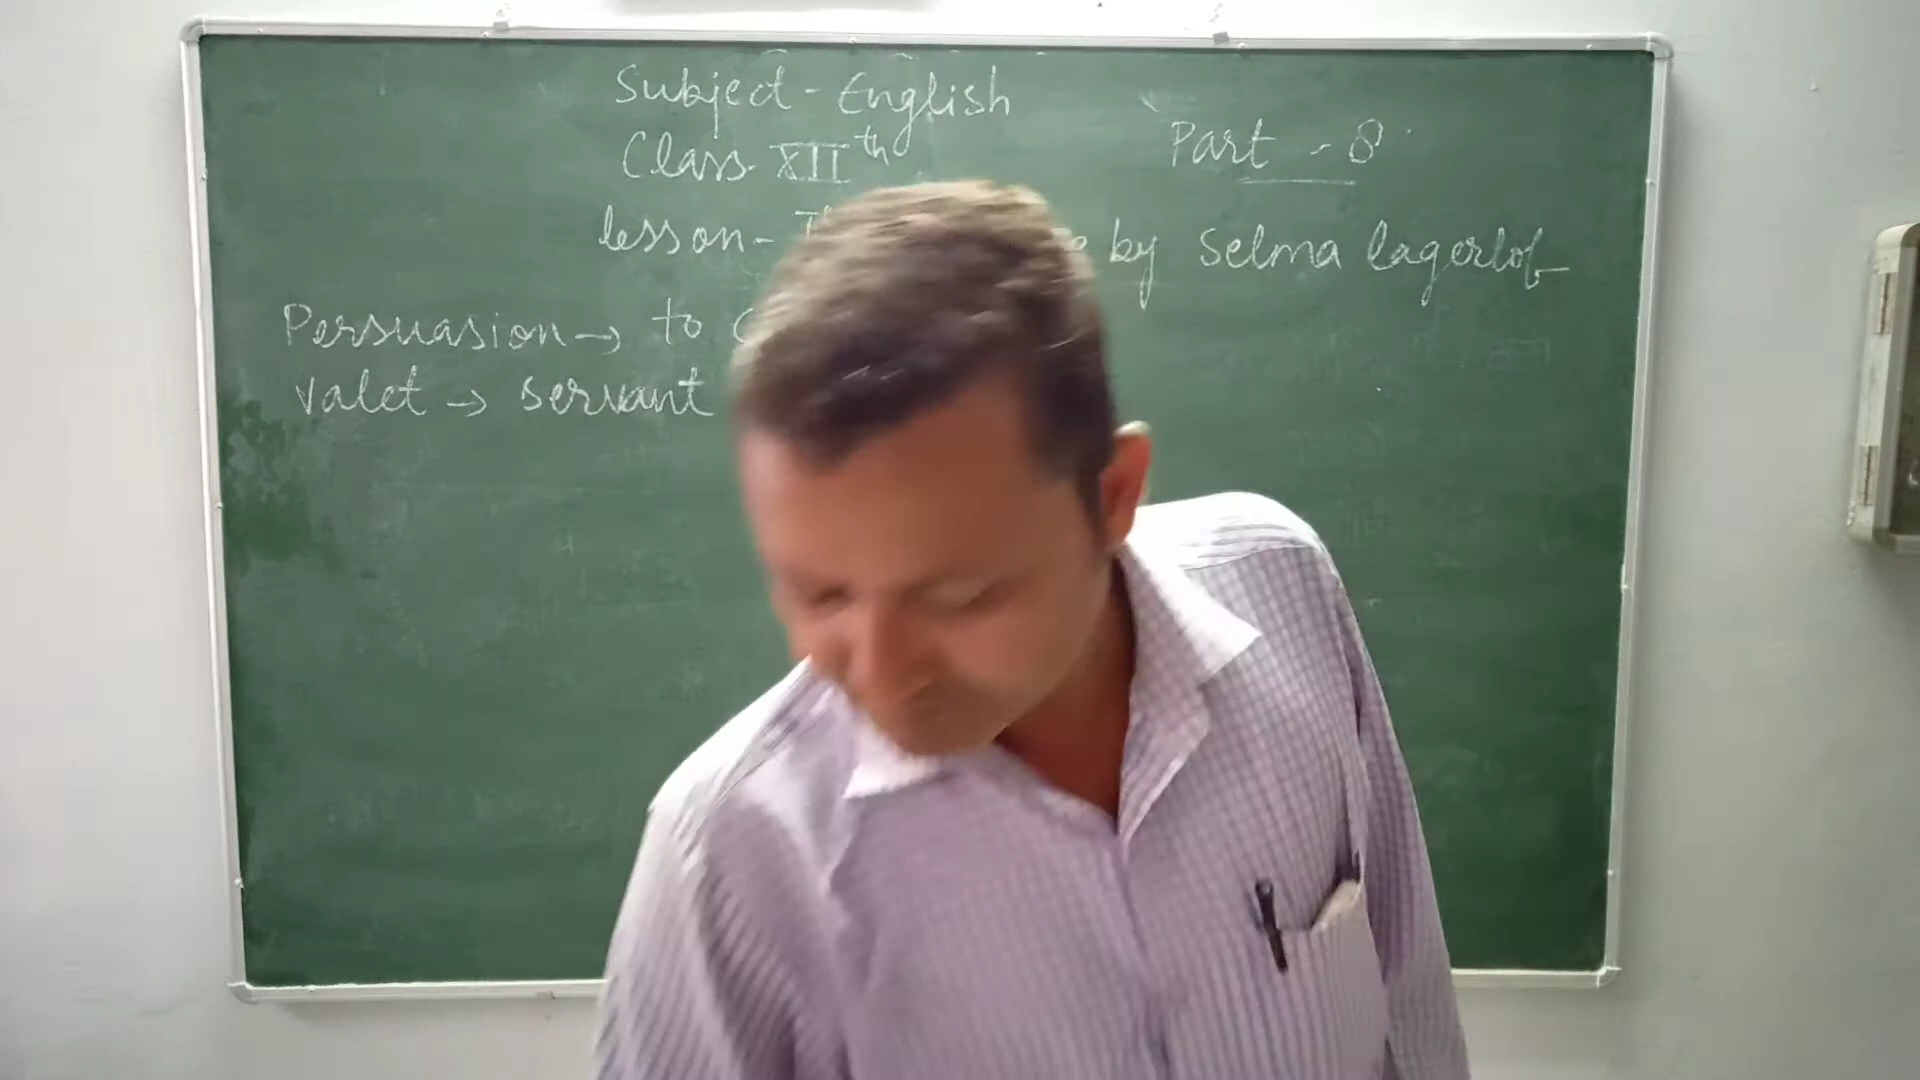 Subject - English
Class XIIth
Part - 8
lesson - by Selma lagerlof
Persuasion → to
valet → servant